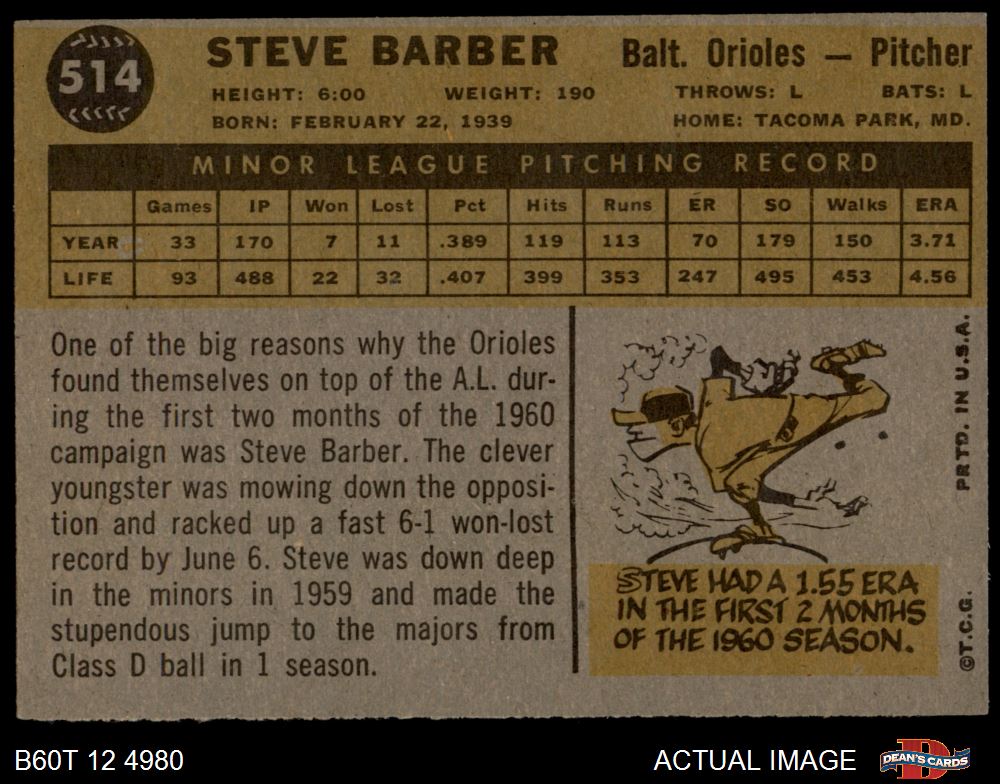 514
STEVE BARBER
Balt. Orioles — Pitcher
HEIGHT: 6:00 WEIGHT: 190 THROWS: L BATS: L
BORN: FEBRUARY 22, 1939 HOME: TACOMA PARK, MD.
MINOR LEAGUE PITCHING RECORD
Games IP Won Lost Pct Hits Runs ER SO Walks ERA
YEAR 33 170 7 11 .389 119 113 70 179 150 3.71
LIFE 93 488 22 32 .407 399 353 247 495 453 4.56
One of the big reasons why the Orioles
found themselves on top of the A.L. dur-
ing the first two months of the 1960
campaign was Steve Barber. The clever
youngster was mowing down the opposi-
tion and racked up a fast 6-1 won-lost
record by June 6. Steve was down deep
in the minors in 1959 and made the
stupendous jump to the majors from
Class D ball in 1 season.
STEVE HAD A 1.55 ERA
IN THE FIRST 2 MONTHS
OF THE 1960 SEASON.
©T.C.G. PRTD. IN U.S.A.
B60T 12 4980
ACTUAL IMAGE
DEAN'S CARDS